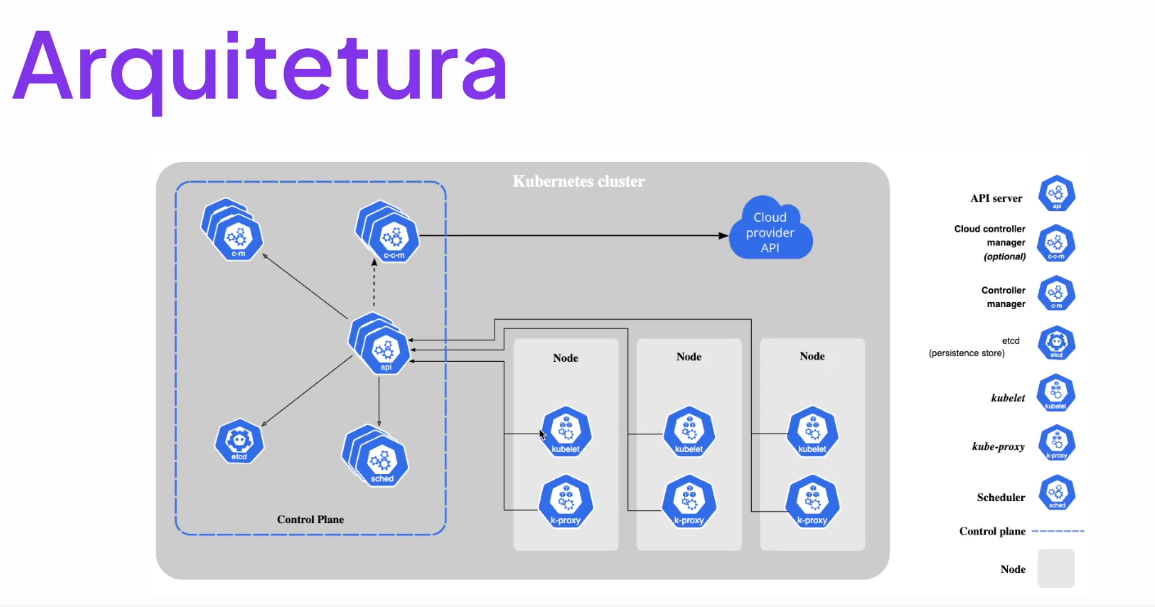 Arquitetura
Kubernetes cluster
c-m
c-c-m
Cloud
provider
API
api
etcd
sched
Control Plane
Node
kubelet
k-proxy
Node
kubelet
k-proxy
Node
kubelet
k-proxy
API server
api
Cloud controller
manager
(optional)
c-c-m
Controller
manager
c-m
etcd
(persistence store)
etcd
kubelet
kubelet
kube-proxy
k-proxy
Scheduler
sched
Control plane
Node